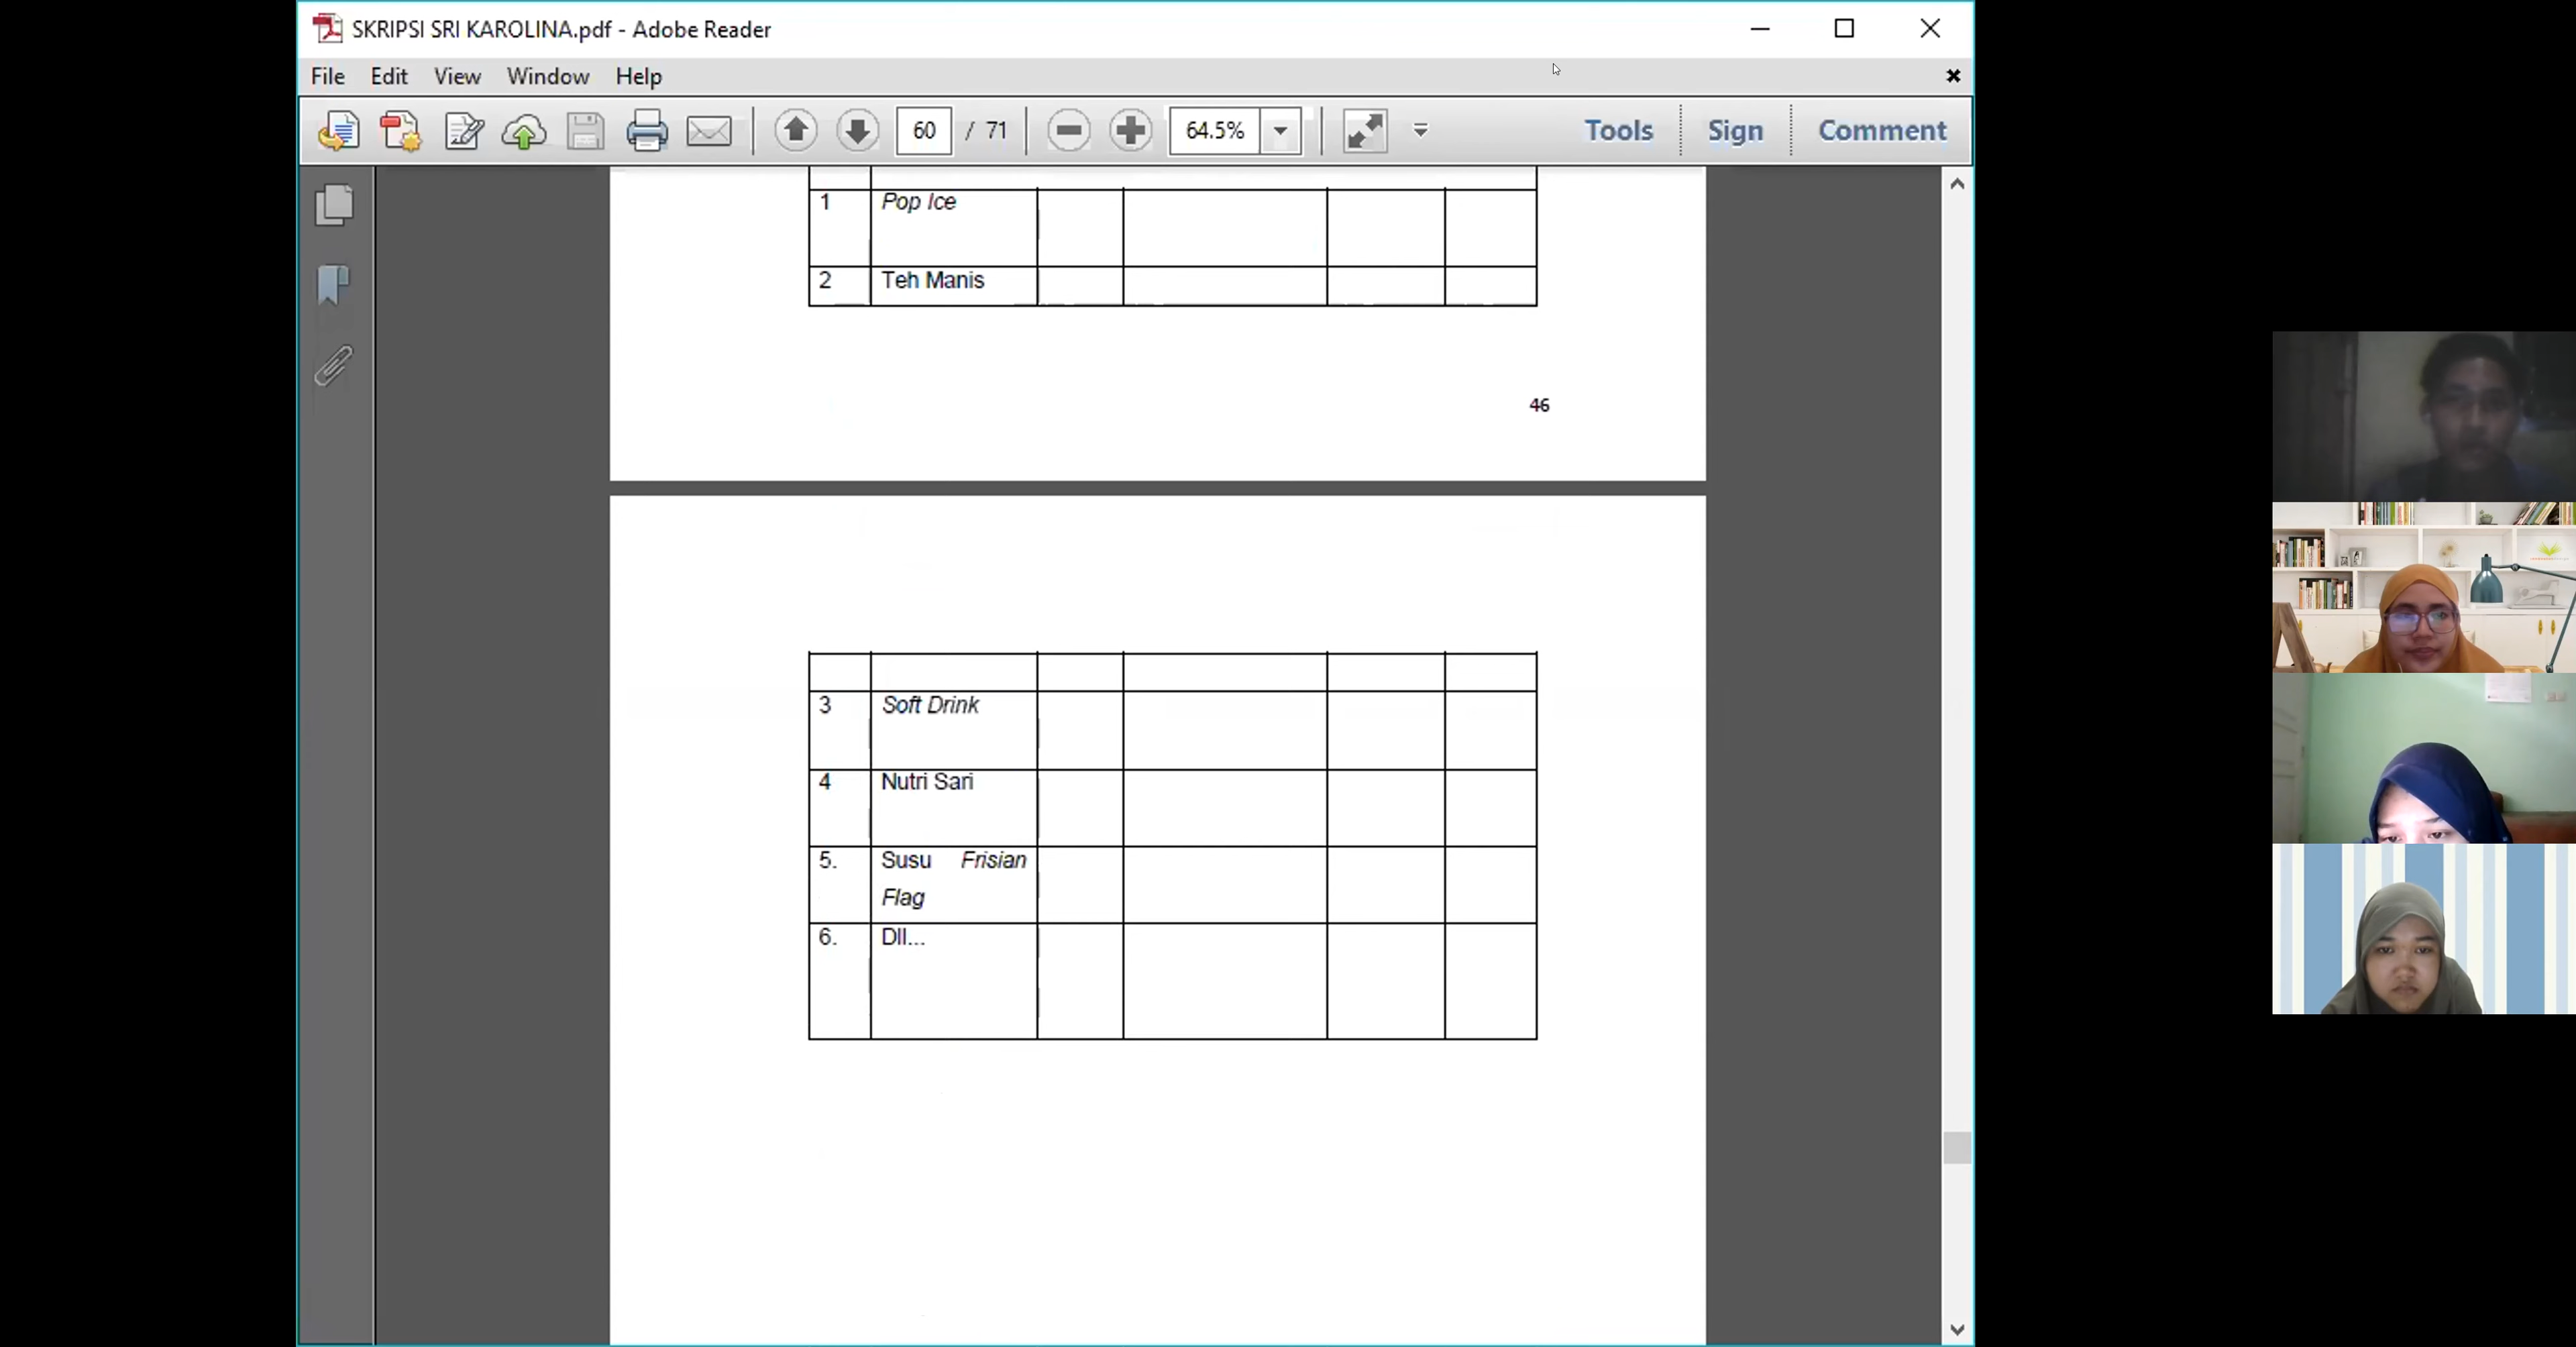 SKRIPSI SRI KAROLINA.pdf - Adobe Reader
File Edit View Window Help
60 / 71 64.5% Tools Sign Comment
1 Pop Ice
2 Teh Manis
46
3 Soft Drink
4 Nutri Sari
5. Susu Frisian
Flag
6. Dll...